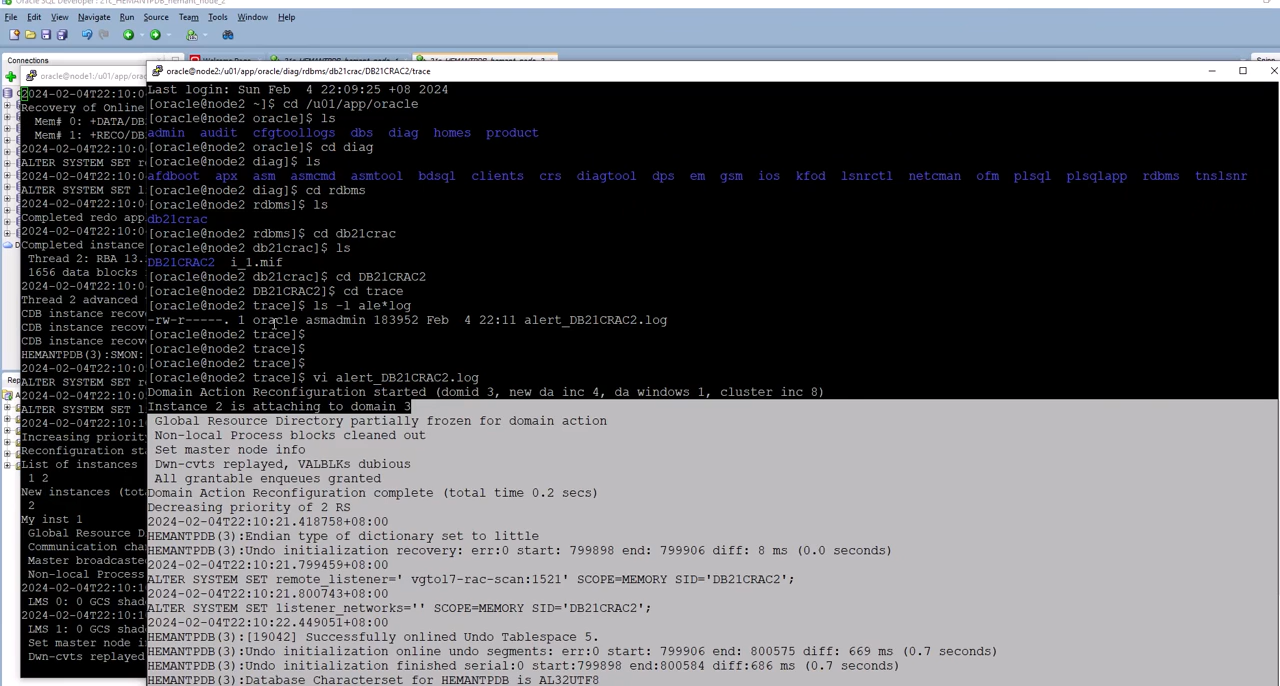 Oracle SQL Developer: 21c_HEMANTPDB_hemant_node_2
File Edit View Navigate Run Source Team Tools Window Help
Connections
oracle@node1:/u01/app/orac
2024-02-04T22:10:0
Recovery of Online
Mem# 0: +DATA/DB
Mem# 1: +RECO/DB
2024-02-04T22:10:0
ALTER SYSTEM SET r
2024-02-04T22:10:0
ALTER SYSTEM SET l
2024-02-04T22:10:0
Completed redo app
2024-02-04T22:10:0
Completed instance
Thread 2: RBA 13.
1656 data blocks
2024-02-04T22:10:0
Thread 2 advanced
CDB instance recov
CDB instance recov
CDB instance recov
HEMANTPDB(3):SMON:
2024-02-04T22:10:0
ALTER SYSTEM SET r
2024-02-04T22:10:0
ALTER SYSTEM SET l
2024-02-04T22:10:1
Increasing priorit
Reconfiguration st
List of instances
1 2
New instances (tot
2
My inst 1
Global Resource D
Communication cha
Master broadcasted
Non-local Process
2024-02-04T22:10:1
LMS 0: 0 GCS shad
2024-02-04T22:10:1
LMS 1: 0 GCS shad
Set master node i
Dwn-cvts replayed
oracle@node2:/u01/app/oracle/diag/rdbms/db21crac/DB21CRAC2/trace
Last login: Sun Feb  4 22:09:25 +08 2024
[oracle@node2 ~]$ cd /u01/app/oracle
[oracle@node2 oracle]$ ls
admin audit cfgtoollogs dbs diag homes product
[oracle@node2 oracle]$ cd diag
[oracle@node2 diag]$ ls
afdboot apx asm asmcmd asmtool bdsql clients crs diagtool dps em gsm ios kfod lsnrctl netcman ofm plsql plsqlapp rdbms tnslsnr
[oracle@node2 diag]$ cd rdbms
[oracle@node2 rdbms]$ ls
db21crac
[oracle@node2 rdbms]$ cd db21crac
[oracle@node2 db21crac]$ ls
DB21CRAC2 i_1.mif
[oracle@node2 db21crac]$ cd DB21CRAC2
[oracle@node2 DB21CRAC2]$ cd trace
[oracle@node2 trace]$ ls -l ale*log
-rw-r-----. 1 oracle asmadmin 183952 Feb  4 22:11 alert_DB21CRAC2.log
[oracle@node2 trace]$
[oracle@node2 trace]$
[oracle@node2 trace]$
[oracle@node2 trace]$ vi alert_DB21CRAC2.log
Domain Action Reconfiguration started (domid 3, new da inc 4, da windows 1, cluster inc 8)
Instance 2 is attaching to domain 3
Global Resource Directory partially frozen for domain action
Non-local Process blocks cleaned out
Set master node info
Dwn-cvts replayed, VALBLKs dubious
All grantable enqueues granted
Domain Action Reconfiguration complete (total time 0.2 secs)
Decreasing priority of 2 RS
2024-02-04T22:10:21.418758+08:00
HEMANTPDB(3):Endian type of dictionary set to little
HEMANTPDB(3):Undo initialization recovery: err:0 start: 799898 end: 799906 diff: 8 ms (0.0 seconds)
2024-02-04T22:10:21.799459+08:00
ALTER SYSTEM SET remote_listener=' vgtol7-rac-scan:1521' SCOPE=MEMORY SID='DB21CRAC2';
2024-02-04T22:10:21.800743+08:00
ALTER SYSTEM SET listener_networks='' SCOPE=MEMORY SID='DB21CRAC2';
2024-02-04T22:10:22.449051+08:00
HEMANTPDB(3):[19042] Successfully onlined Undo Tablespace 5.
HEMANTPDB(3):Undo initialization online undo segments: err:0 start: 799906 end: 800575 diff: 669 ms (0.7 seconds)
HEMANTPDB(3):Undo initialization finished serial:0 start:799898 end:800584 diff:686 ms (0.7 seconds)
HEMANTPDB(3):Database Characterset for HEMANTPDB is AL32UTF8